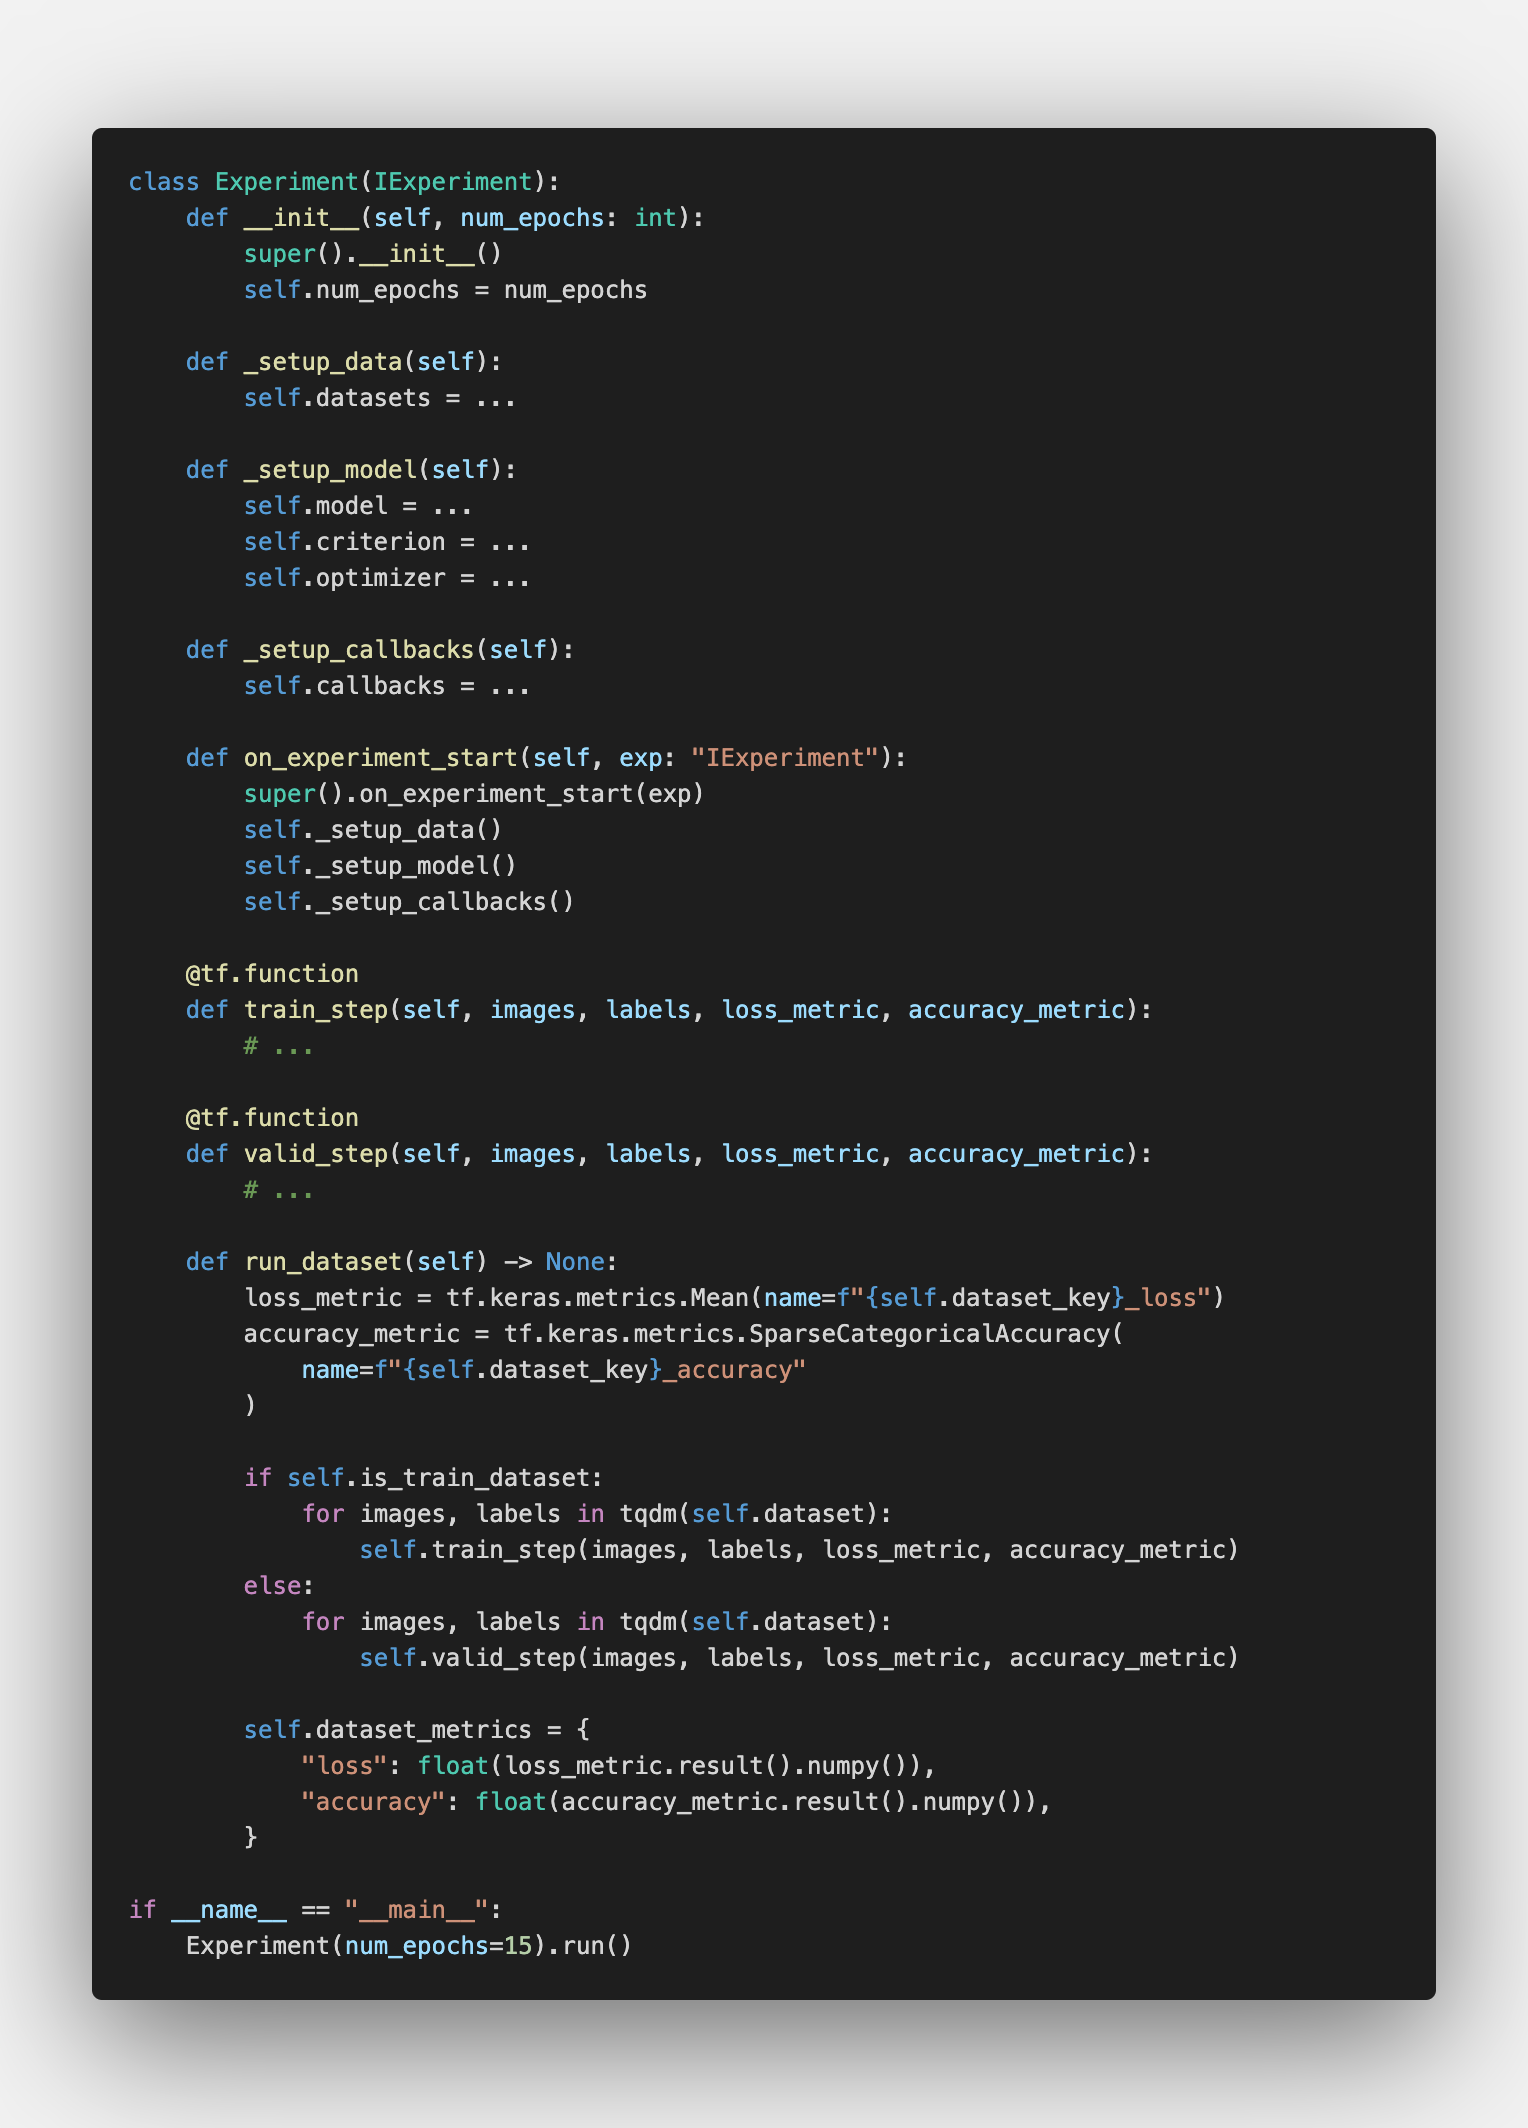 class Experiment(IExperiment):
    def __init__(self, num_epochs: int):
        super().__init__()
        self.num_epochs = num_epochs

    def _setup_data(self):
        self.datasets = ...

    def _setup_model(self):
        self.model = ...
        self.criterion = ...
        self.optimizer = ...

    def _setup_callbacks(self):
        self.callbacks = ...

    def on_experiment_start(self, exp: "IExperiment"):
        super().on_experiment_start(exp)
        self._setup_data()
        self._setup_model()
        self._setup_callbacks()

    @tf.function
    def train_step(self, images, labels, loss_metric, accuracy_metric):
        # ...

    @tf.function
    def valid_step(self, images, labels, loss_metric, accuracy_metric):
        # ...

    def run_dataset(self) -> None:
        loss_metric = tf.keras.metrics.Mean(name=f"{self.dataset_key}_loss")
        accuracy_metric = tf.keras.metrics.SparseCategoricalAccuracy(
            name=f"{self.dataset_key}_accuracy"
        )

        if self.is_train_dataset:
            for images, labels in tqdm(self.dataset):
                self.train_step(images, labels, loss_metric, accuracy_metric)
        else:
            for images, labels in tqdm(self.dataset):
                self.valid_step(images, labels, loss_metric, accuracy_metric)

        self.dataset_metrics = {
            "loss": float(loss_metric.result().numpy()),
            "accuracy": float(accuracy_metric.result().numpy()),
        }

if __name__ == "__main__":
    Experiment(num_epochs=15).run()